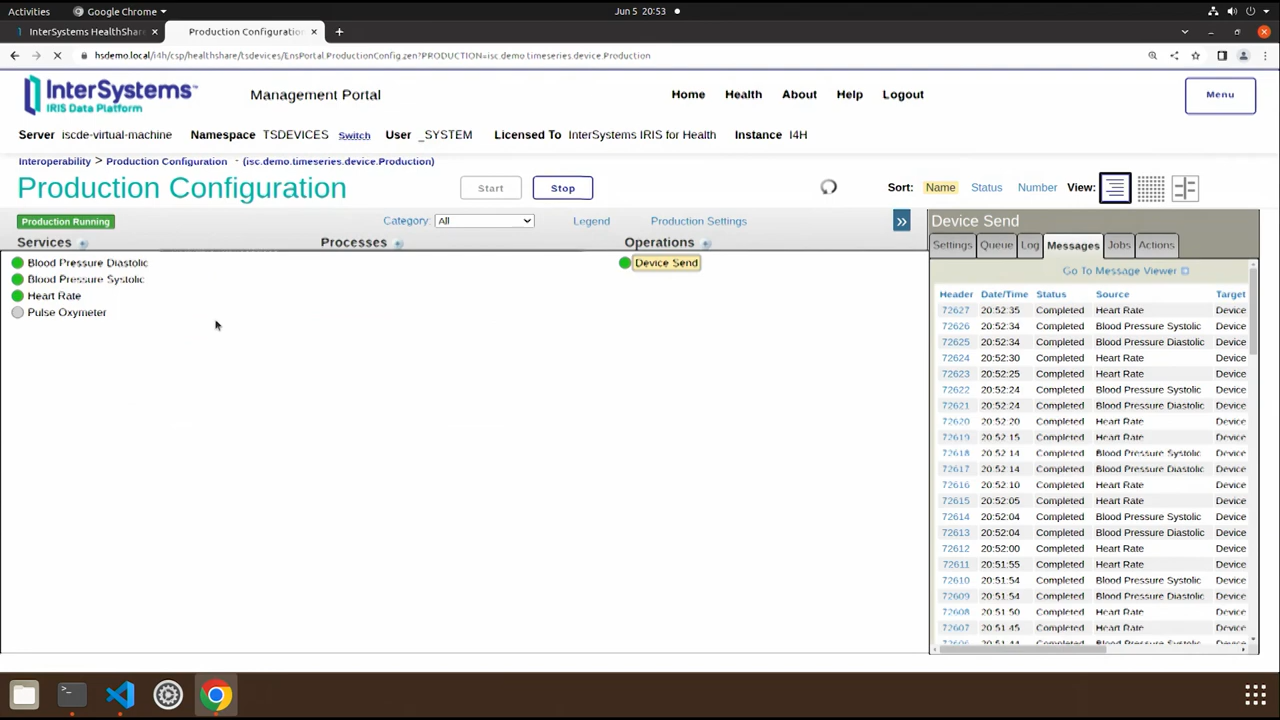 Activities Google Chrome Jun 5 20:53
InterSystems HealthShare Production Configuration
hsdemo.local/i4h/csp/healthshare/tsdevices/EnsPortal.ProductionConfig.zen?PRODUCTION=isc.demo.timeseries.device.Production
InterSystems
IRIS Data Platform
Management Portal
Home Health About Help Logout
Menu
Server iscde-virtual-machine Namespace TSDEVICES Switch User _SYSTEM Licensed To InterSystems IRIS for Health Instance I4H
Interoperability > Production Configuration - (isc.demo.timeseries.device.Production)
Production Configuration Start Stop Sort: Name Status Number View:
Production Running Category: All Legend Production Settings »
Services Processes Operations
Blood Pressure Diastolic
Blood Pressure Systolic
Heart Rate
Pulse Oxymeter
Device Send
Device Send
Settings Queue Log Messages Jobs Actions
Go To Message Viewer
Header Date/Time Status Source Target
72627 20:52:35 Completed Heart Rate Device
72626 20:52:34 Completed Blood Pressure Systolic Device
72625 20:52:34 Completed Blood Pressure Diastolic Device
72624 20:52:30 Completed Heart Rate Device
72623 20:52:25 Completed Heart Rate Device
72622 20:52:24 Completed Blood Pressure Systolic Device
72621 20:52:24 Completed Blood Pressure Diastolic Device
72620 20:52:20 Completed Heart Rate Device
72619 20:52:15 Completed Heart Rate Device
72618 20:52:14 Completed Blood Pressure Systolic Device
72617 20:52:14 Completed Blood Pressure Diastolic Device
72616 20:52:10 Completed Heart Rate Device
72615 20:52:05 Completed Heart Rate Device
72614 20:52:04 Completed Blood Pressure Systolic Device
72613 20:52:04 Completed Blood Pressure Diastolic Device
72612 20:52:00 Completed Heart Rate Device
72611 20:51:55 Completed Heart Rate Device
72610 20:51:54 Completed Blood Pressure Systolic Device
72609 20:51:54 Completed Blood Pressure Diastolic Device
72608 20:51:50 Completed Heart Rate Device
72607 20:51:45 Completed Heart Rate Device